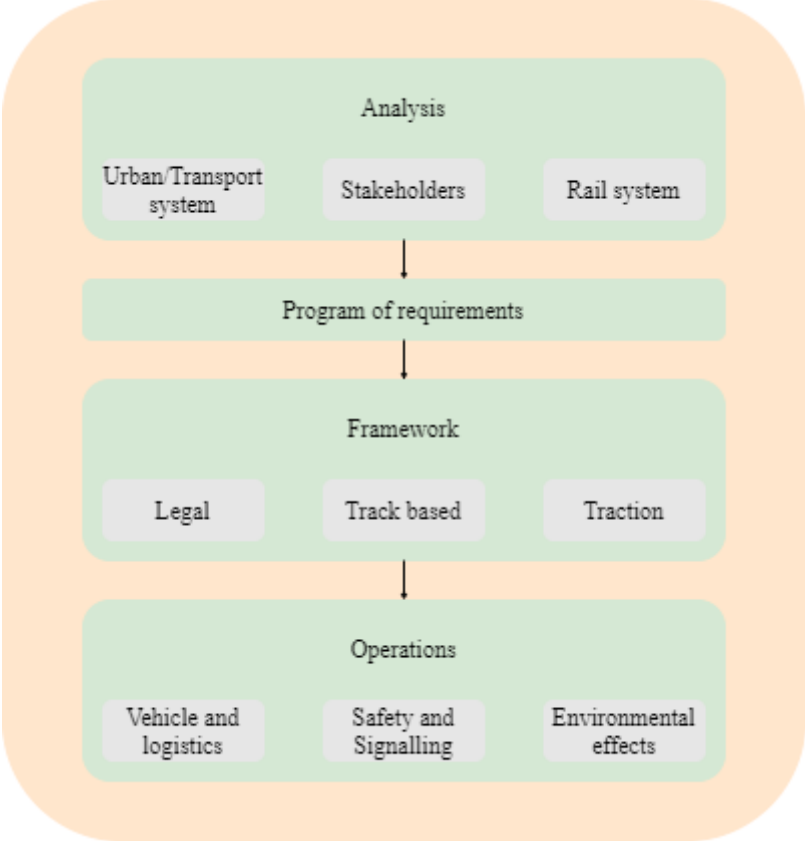 Analysis
Urban/Transport
system
Stakeholders
Rail system
Program of requirements
Framework
Legal
Track based
Traction
Operations
Vehicle and
logistics
Safety and
Signalling
Environmental
effects